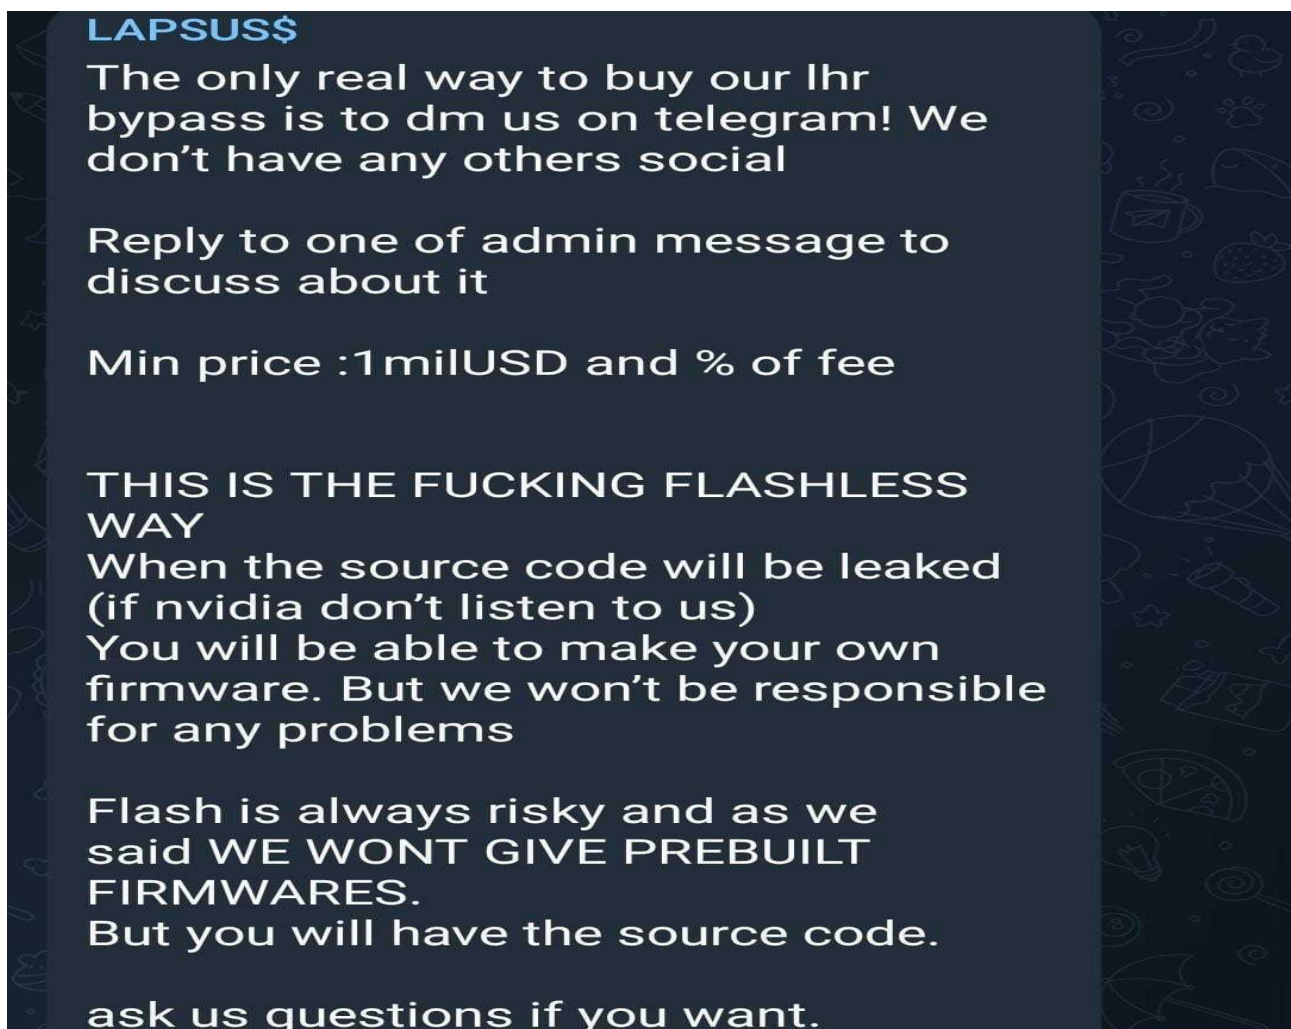 LAPSUS$
The only real way to buy our lhr
bypass is to dm us on telegram! We
don't have any others social
Reply to one of admin message to
discuss about it
Min price :1milUSD and % of fee
THIS IS THE FUCKING FLASHLESS
WAY
When the source code will be leaked
(if nvidia don't listen to us)
You will be able to make your own
firmware. But we won't be responsible
for any problems
Flash is always risky and as we
said WE WONT GIVE PREBUILT
FIRMWARES.
But you will have the source code.
ask us questions if you want.